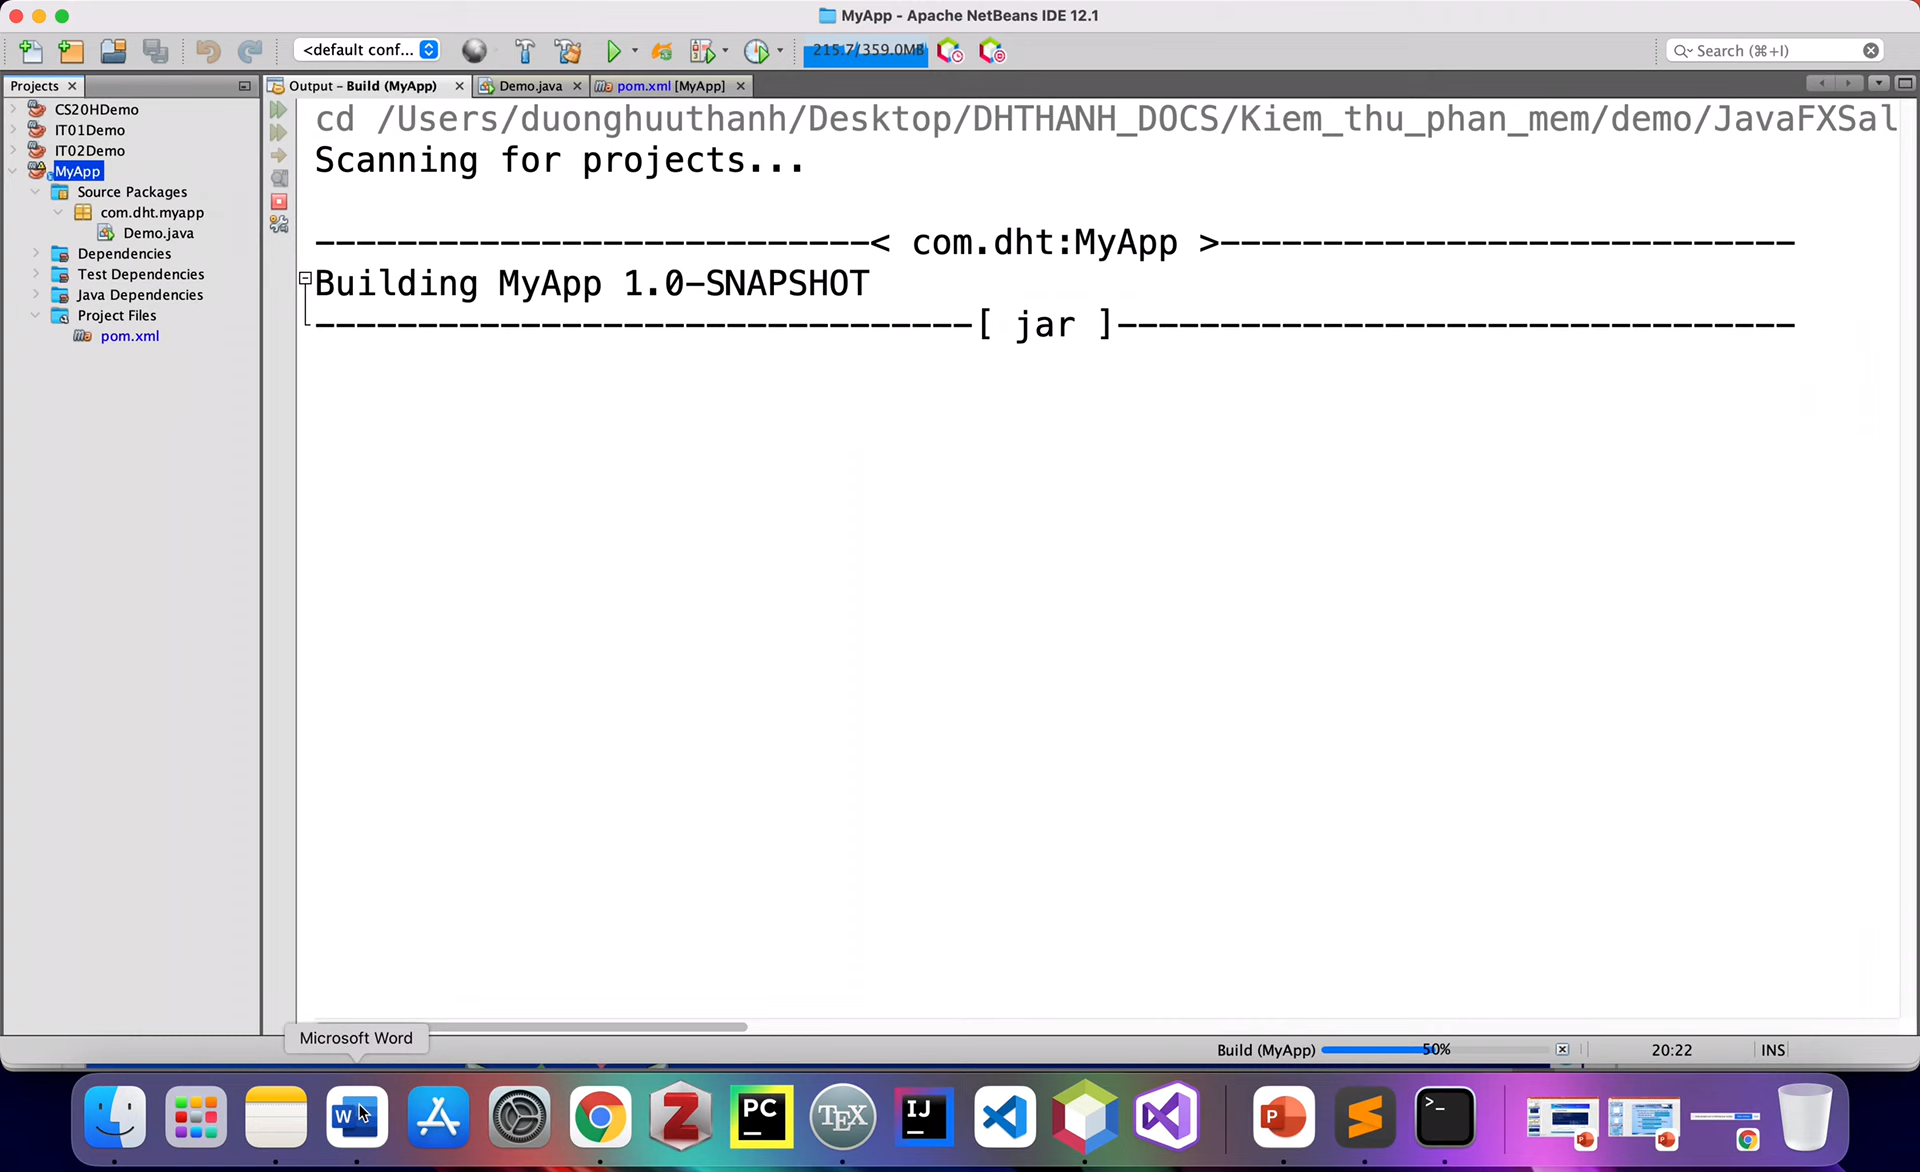 MyApp - Apache NetBeans IDE 12.1
<default conf...
215.7/359.0MB
Search (⌘+I)
Projects
Output - Build (MyApp)
Demo.java
pom.xml [MyApp]
CS20HDemo
IT01Demo
IT02Demo
MyApp
Source Packages
com.dht.myapp
Demo.java
Dependencies
Test Dependencies
Java Dependencies
Project Files
pom.xml
cd /Users/duonghuuthanh/Desktop/DHTHANH_DOCS/Kiem_thu_phan_mem/demo/JavaFXSal
Scanning for projects...
---------------------------< com.dht:MyApp >----------------------------
Building MyApp 1.0-SNAPSHOT
--------------------------------[ jar ]---------------------------------
Microsoft Word
Build (MyApp)
50%
20:22
INS
W
Z
PC
TEX
IJ
P
>_